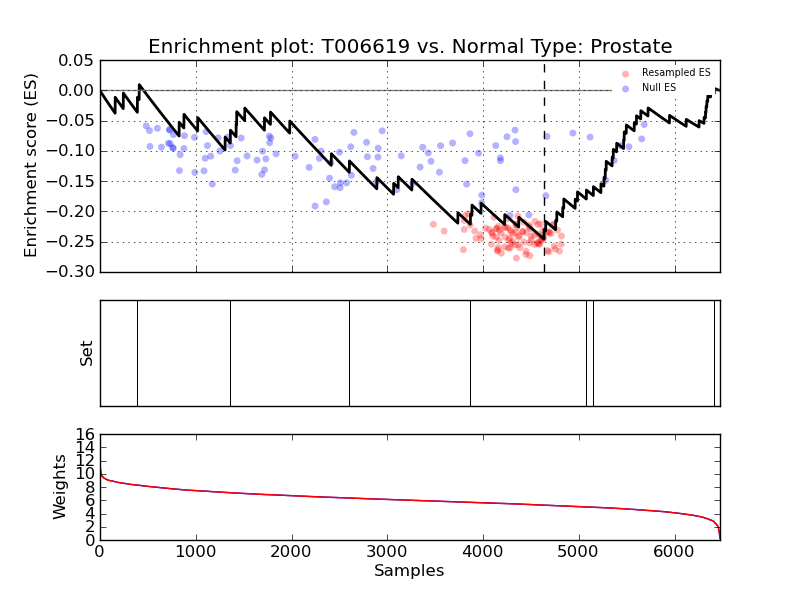 Enrichment plot: T006619 vs. Normal Type: Prostate
Enrichment score (ES)
0.05
0.00
−0.05
−0.10
−0.15
−0.20
−0.25
−0.30
Resampled ES
Null ES
Set
Weights
16
14
12
10
8
6
4
2
0
0 1000 2000 3000 4000 5000 6000
Samples